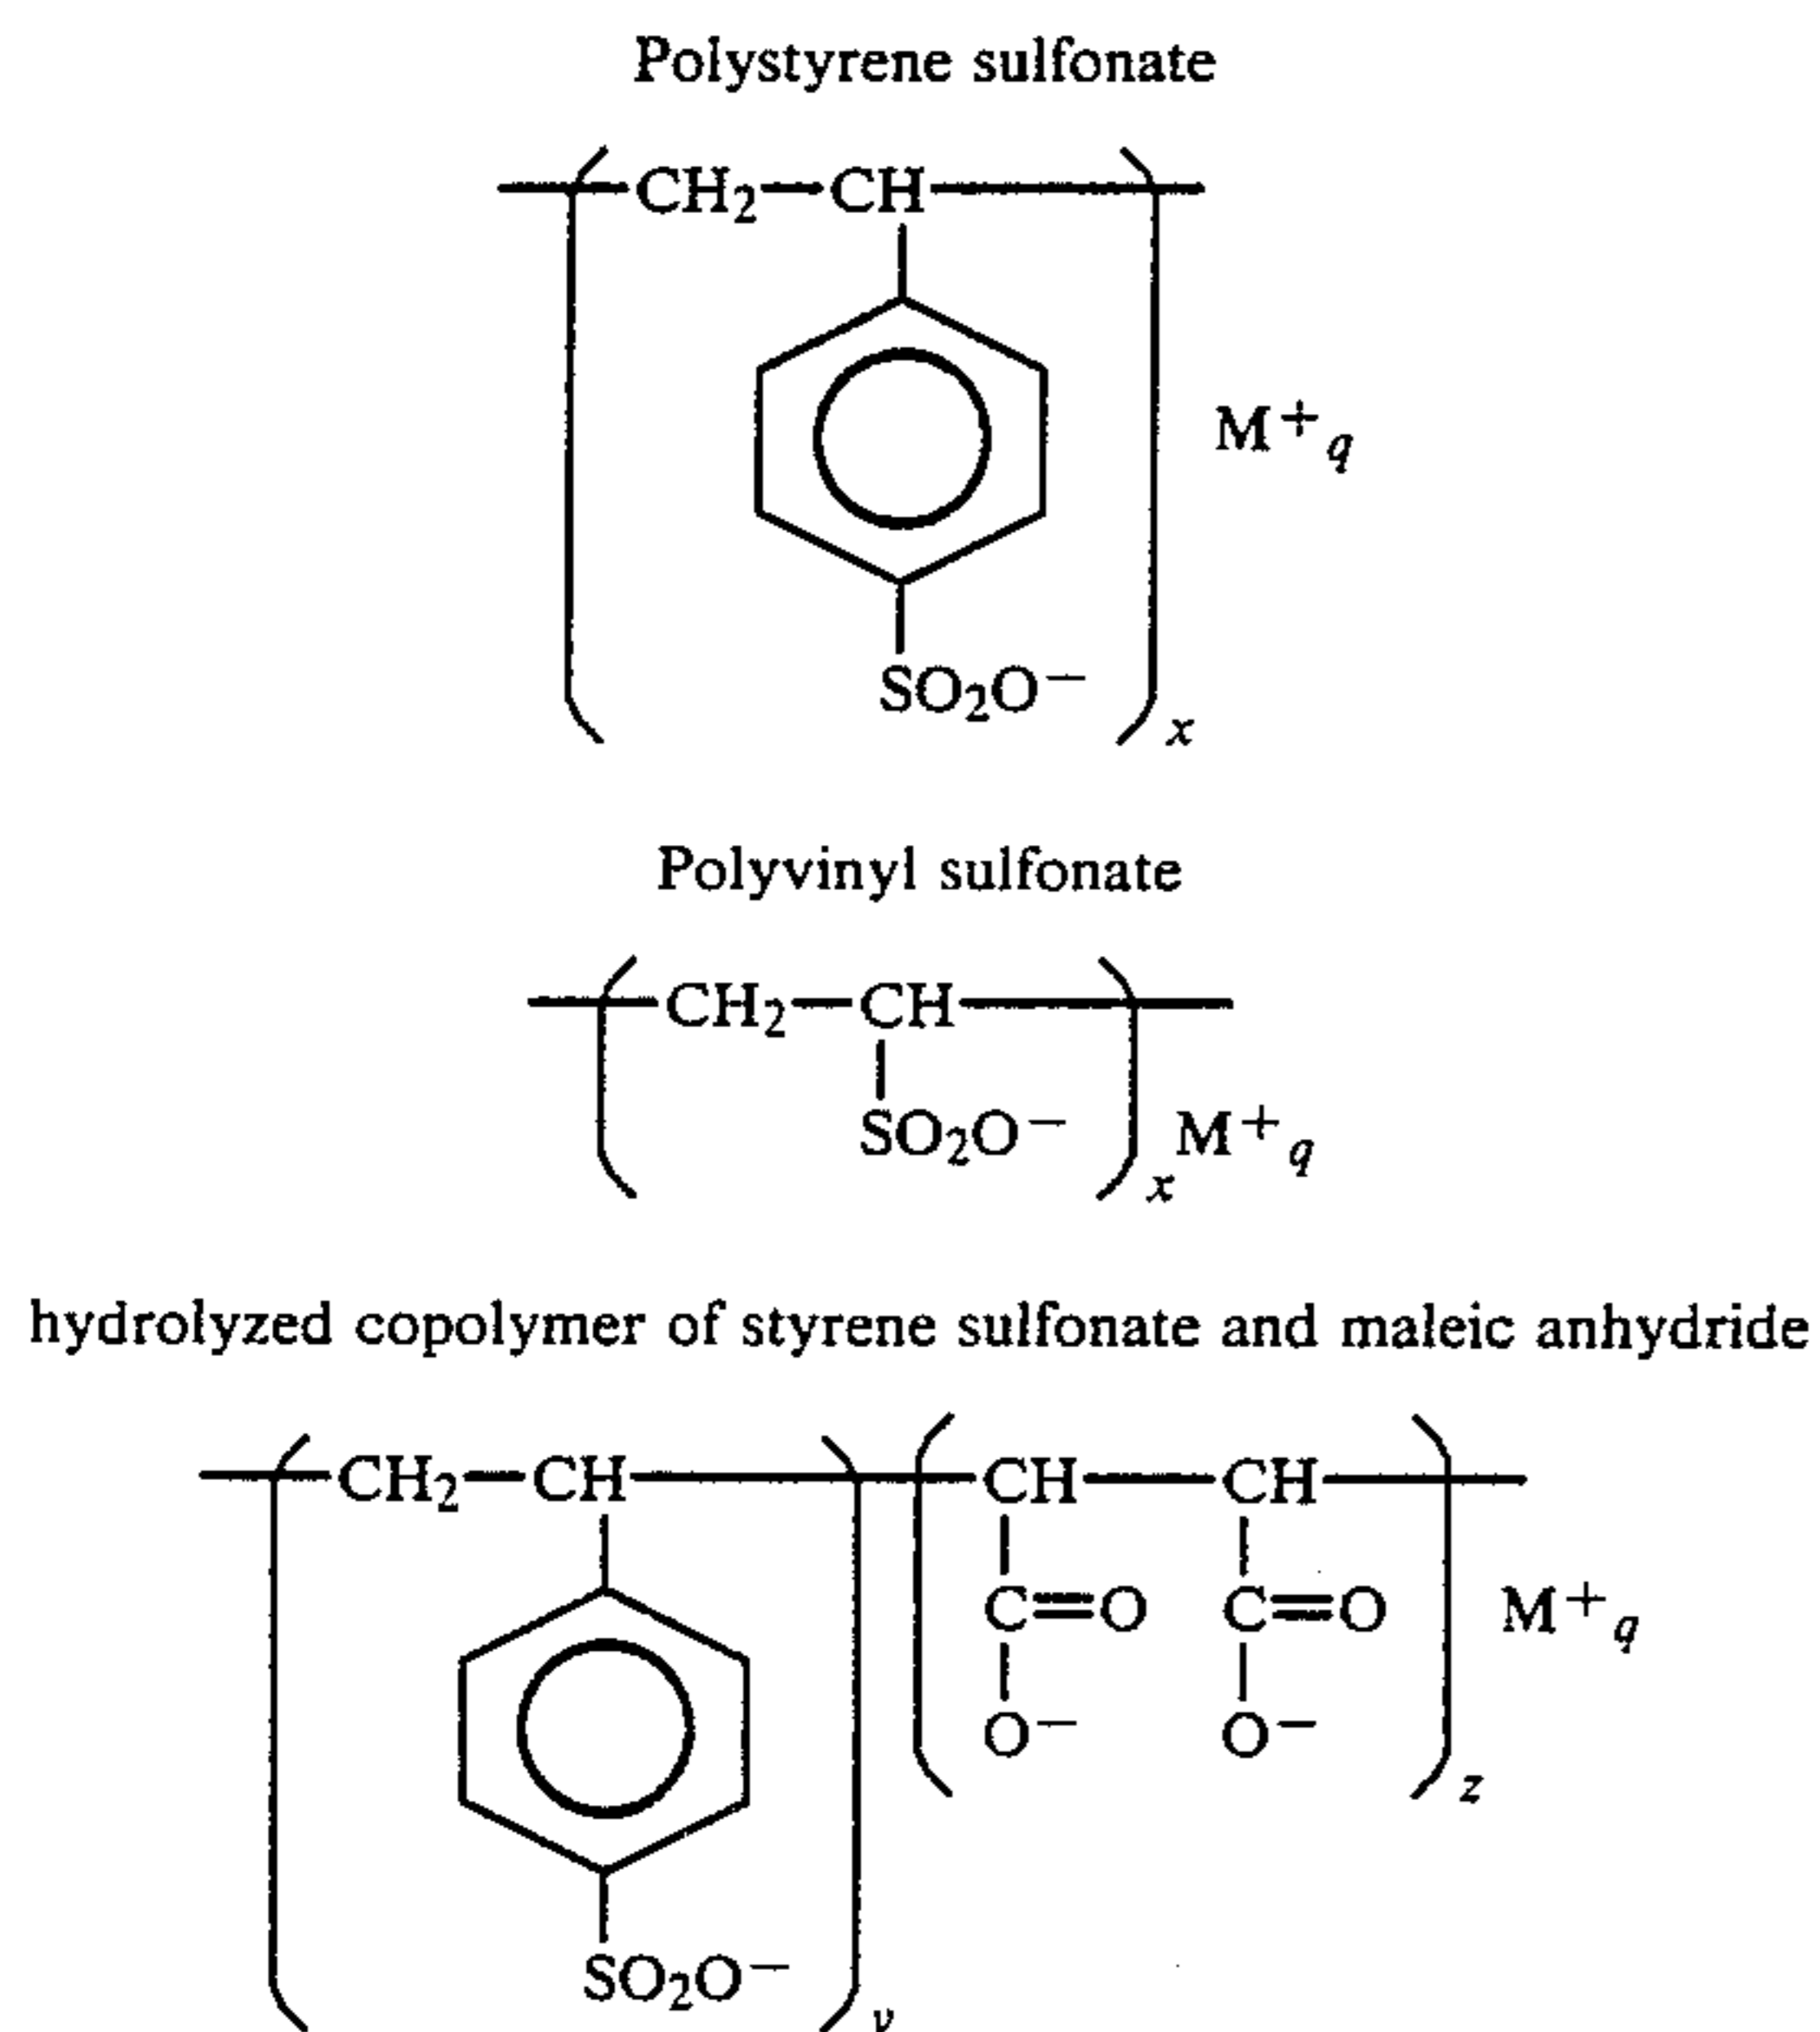 Polystyrene sulfonate
CH₂—CH
M⁺q
SO₂O⁻
x
Polyvinyl sulfonate
CH₂—CH
SO₂O⁻
x
M⁺q
hydrolyzed copolymer of styrene sulfonate and maleic anhydride
CH₂—CH CH—CH
C=O C=O M⁺q
O⁻ O⁻
z
SO₂O⁻